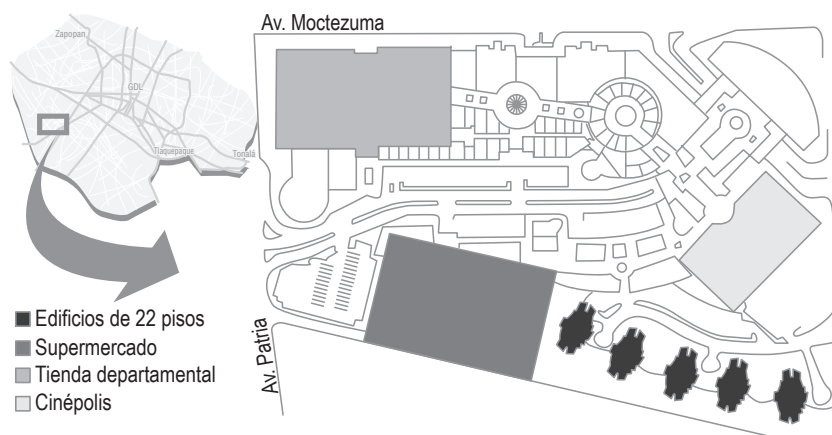 Av. Moctezuma
Zapopan
GDL
Tlaquepaque
Tonalá
Av. Patria
Edificios de 22 pisos
Supermercado
Tienda departamental
Cinépolis